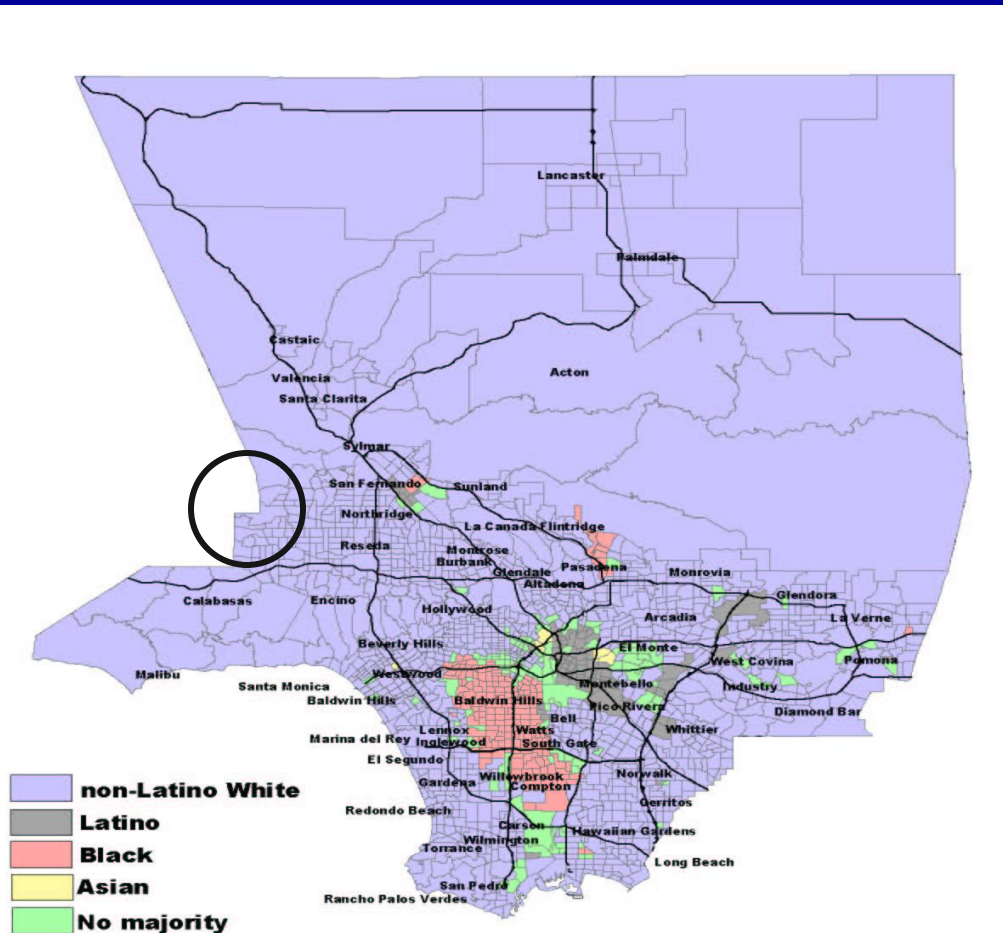 Lancaster
Palmdale
Castaic
Acton
Valencia
Santa Clarita
Sylmar
San Fernando
Sunland
Northbridge
La Canada Flintridge
Reseda
Montrose
Burbank
Pasadena
Glendale
Monrovia
Altadena
Calabasas
Encino
Glendora
Hollywood
Arcadia
La Verne
Beverly Hills
El Monte
Pomona
West Covina
Malibu
Westwood
Santa Monica
Montebello
Industry
Baldwin Hills
Baldwin Hills
Pico Rivera
Diamond Bar
Bell
Lennox
Watts
Whittier
Marina del Rey
Inglewood
South Gate
El Segundo
Willowbrook
Norwalk
Gardena
Compton
non-Latino White
Redondo Beach
Cerritos
Latino
Carson
Hawaiian Gardens
Wilmington
Torrance
Black
Long Beach
Asian
San Pedro
Rancho Palos Verdes
No majority